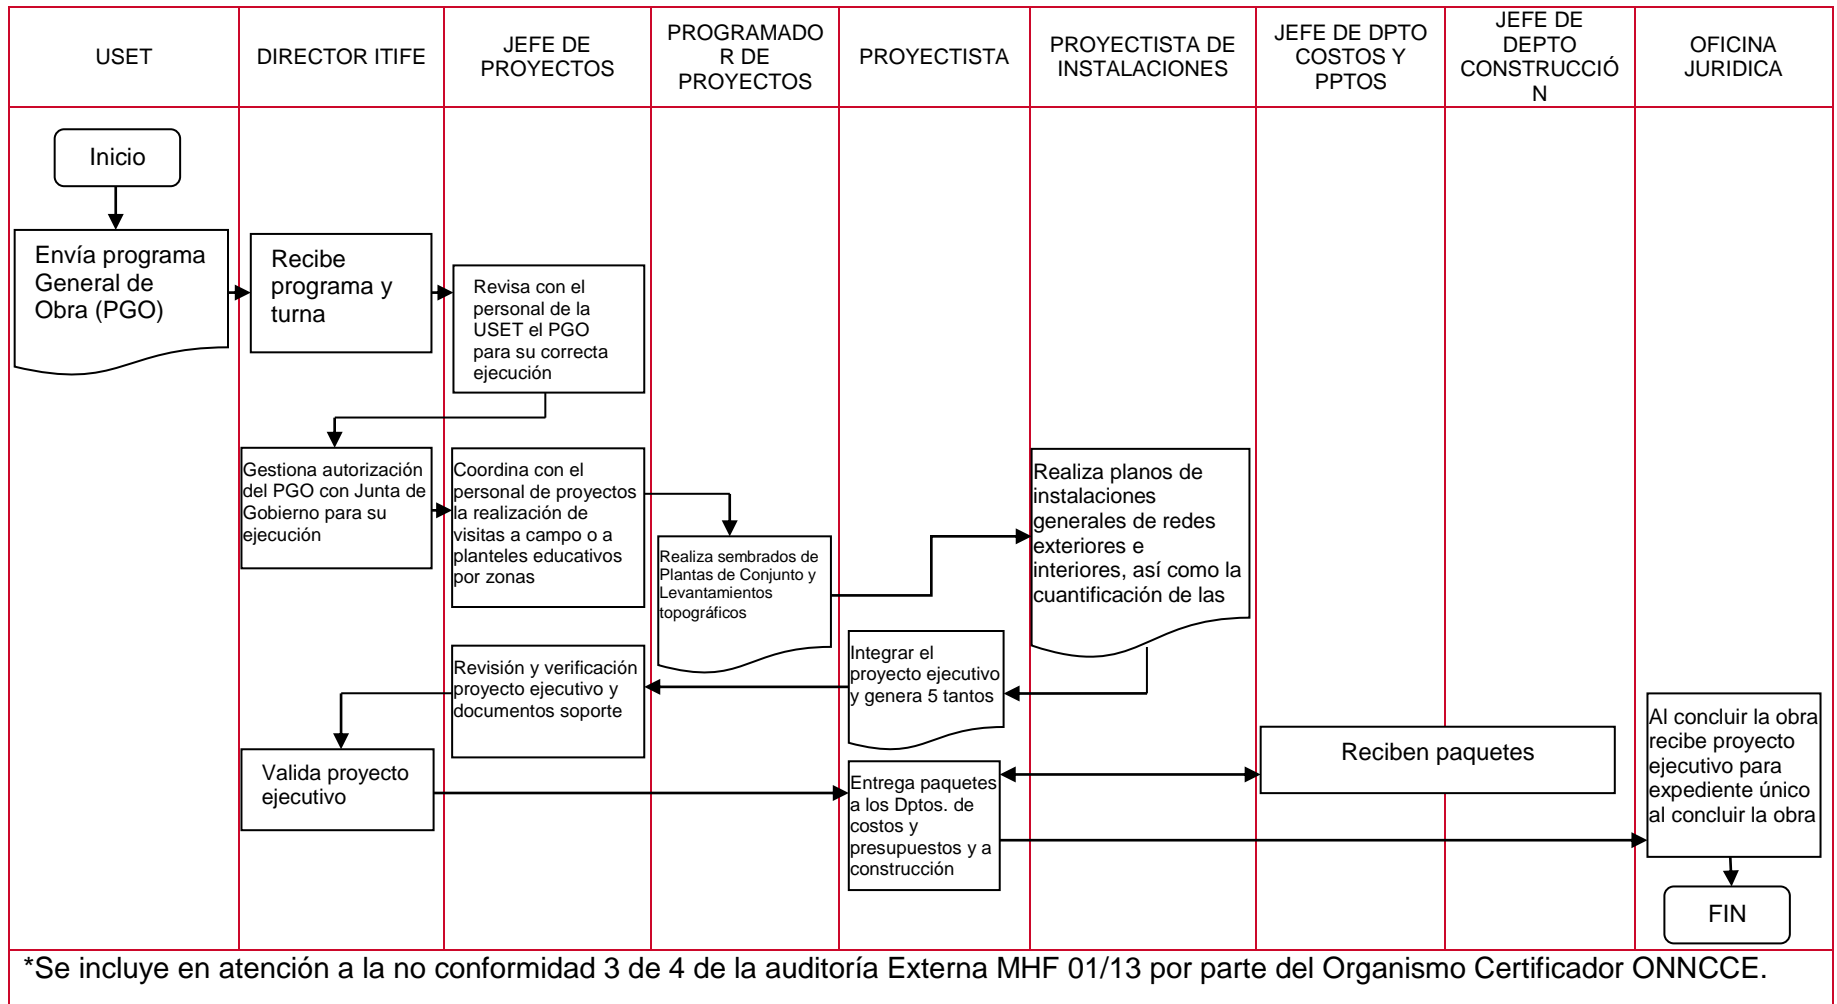 USET
DIRECTOR ITIFE
JEFE DE
PROYECTOS
PROGRAMADO
R DE
PROYECTOS
PROYECTISTA
PROYECTISTA DE
INSTALACIONES
JEFE DE DPTO
COSTOS Y
PPTOS
JEFE DE
DEPTO
CONSTRUCCIÓ
N
OFICINA
JURIDICA
Inicio
Envía programa
General de
Obra (PGO)
Recibe
programa y
turna
Revisa con el
personal de la
USET el PGO
para su correcta
ejecución
Gestiona autorización
del PGO con Junta de
Gobierno para su
ejecución
Coordina con el
personal de proyectos
la realización de
visitas a campo o a
planteles educativos
por zonas
Realiza sembrados de
Plantas de Conjunto y
Levantamientos
topográficos
Realiza planos de
instalaciones
generales de redes
exteriores e
interiores, así como la
cuantificación de las
Integrar el
proyecto ejecutivo
y genera 5 tantos
Revisión y verificación
proyecto ejecutivo y
documentos soporte
Valida proyecto
ejecutivo
Entrega paquetes
a los Dptos. de
costos y
presupuestos y a
construcción
Reciben paquetes
Al concluir la obra
recibe proyecto
ejecutivo para
expediente único
al concluir la obra
FIN
*Se incluye en atención a la no conformidad 3 de 4 de la auditoría Externa MHF 01/13 por parte del Organismo Certificador ONNCCE.